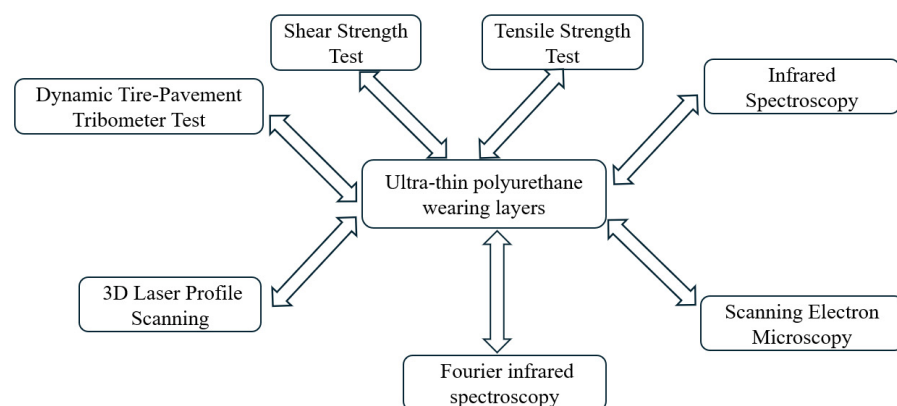 Shear Strength
Test
Tensile Strength
Test
Infrared
Spectroscopy
Dynamic Tire-Pavement
Tribometer Test
Ultra-thin polyurethane
wearing layers
3D Laser Profile
Scanning
Scanning Electron
Microscopy
Fourier infrared
spectroscopy